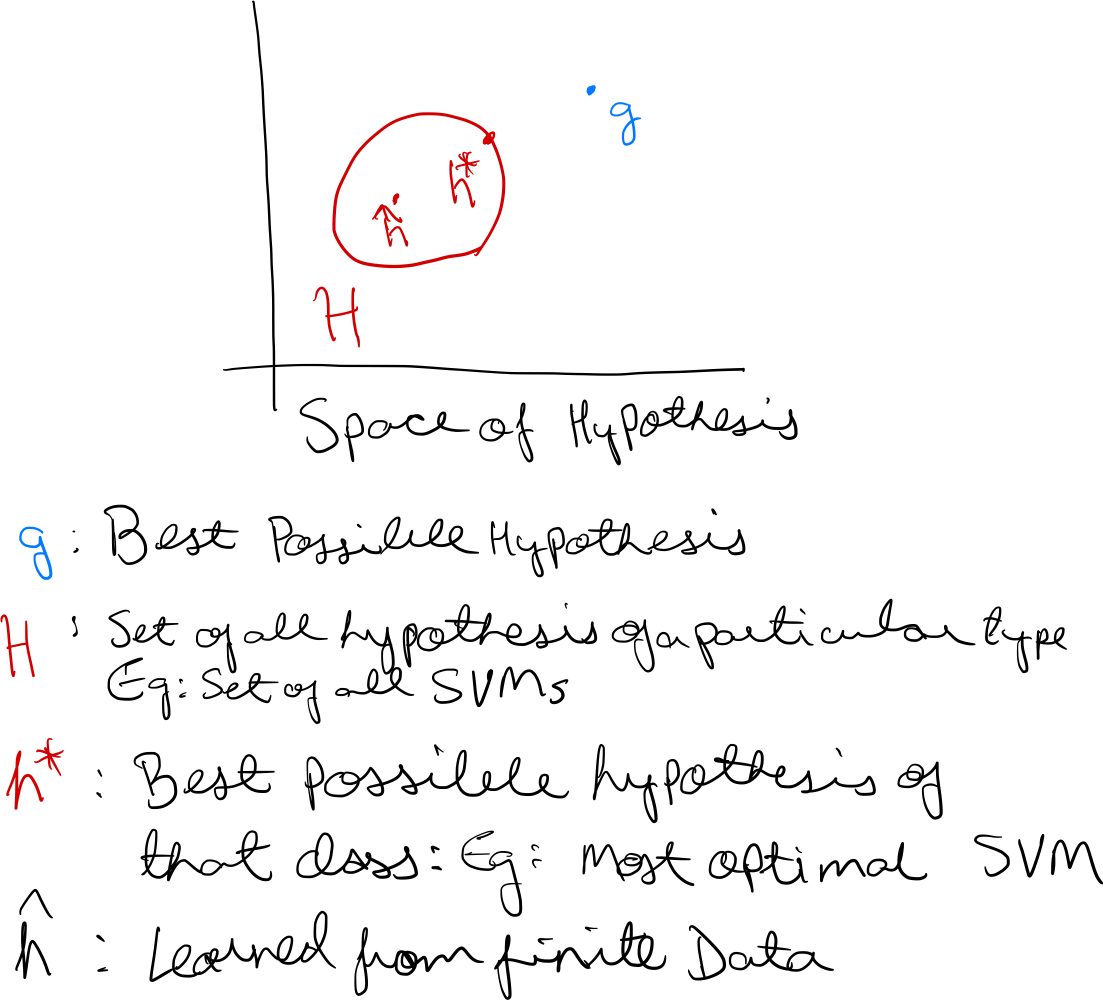 g
h*
ĥ
H
Space of Hypothesis
g : Best Possible Hypothesis
H : Set of all hypothesis of a particular type
Eg: Set of all SVMs
h* : Best possible hypothesis of
that class: Eg: Most optimal SVM
ĥ : Learned from finite Data